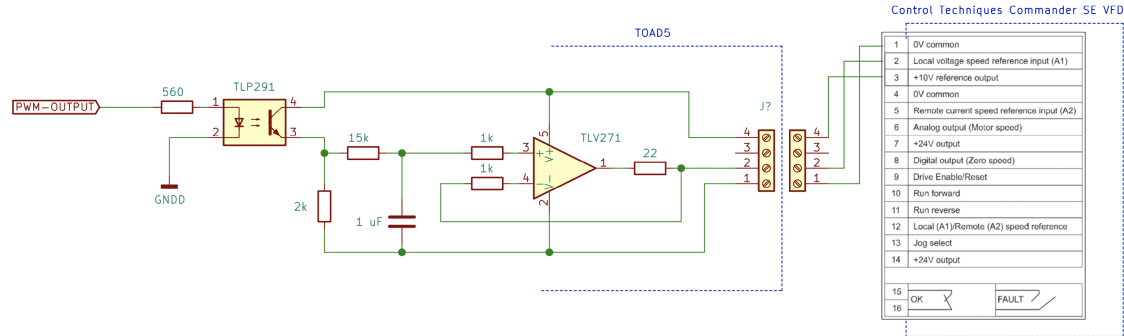 Control Techniques Commander SE VFD
TOAD5
1 0V common
2 Local voltage speed reference input (A1)
3 +10V reference output
4 0V common
5 Remote current speed reference input (A2)
6 Analog output (Motor speed)
7 +24V output
8 Digital output (Zero speed)
9 Drive Enable/Reset
10 Run forward
11 Run reverse
12 Local (A1)/Remote (A2) speed reference
13 Jog select
14 +24V output
15
16
OK
FAULT
TLP291
560
PWM-OUTPUT
1
2
4
3
GNDD
15k
2k
1 uF
1k
1k
TLV271
3
4
5
2
1
+
-
V+
V-
22
J?
4
3
2
1
4
3
2
1